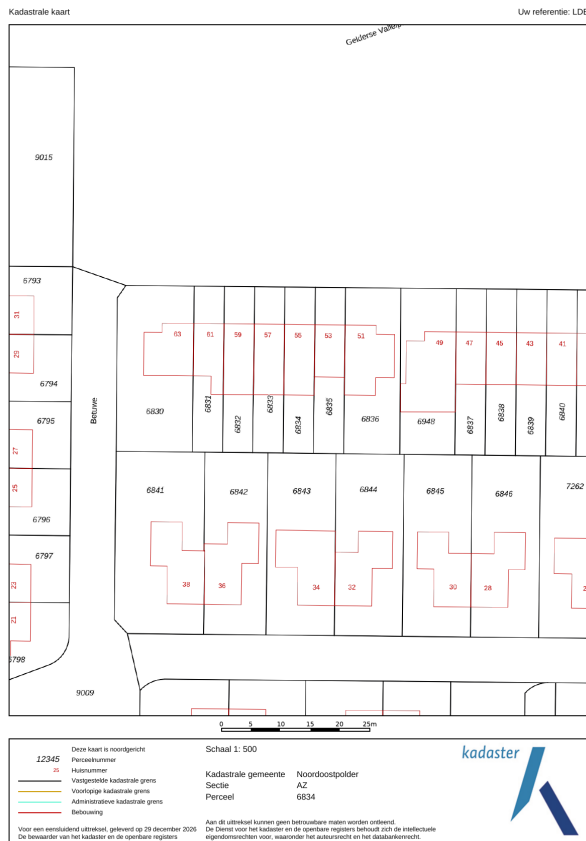 Kadastrale kaart
Uw referentie: LDE
Gelderse Vallei
9015
6793
31
29
6794
6795
27
25
6796
6797
23
21
6798
9009
Betuwe
63
61
59
57
55
53
51
49
47
45
43
41
6830
6831
6832
6833
6834
6835
6836
6948
6837
6838
6839
6840
6841
6842
6843
6844
6845
6846
7262
38
36
34
32
30
28
0 5 10 15 20 25m
12345
25
Deze kaart is noordgericht
Perceelnummer
Huisnummer
Vastgestelde kadastrale grens
Voorlopige kadastrale grens
Administratieve kadastrale grens
Bebouwing
Voor een eensluidend uittreksel, geleverd op 29 december 2026
De bewaarder van het kadaster en de openbare registers
Schaal 1: 500
Kadastrale gemeente Noordoostpolder
Sectie AZ
Perceel 6834
Aan dit uittreksel kunnen geen betrouwbare maten worden ontleend.
De Dienst voor het kadaster en de openbare registers behoudt zich de intellectuele
eigendomsrechten voor, waaronder het auteursrecht en het databankenrecht.
kadaster